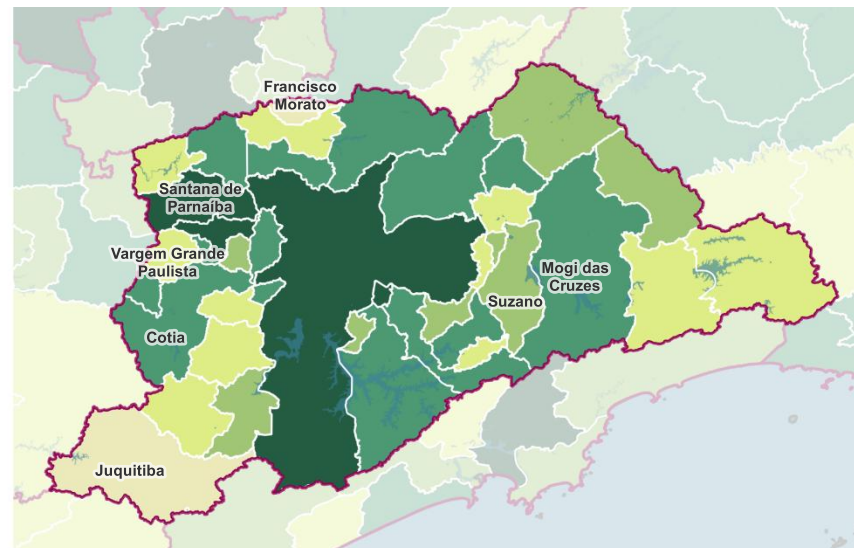 Francisco
Morato
Santana de
Parnaíba
Vargem Grande
Paulista
Mogi das
Cruzes
Suzano
Cotia
Juquitiba